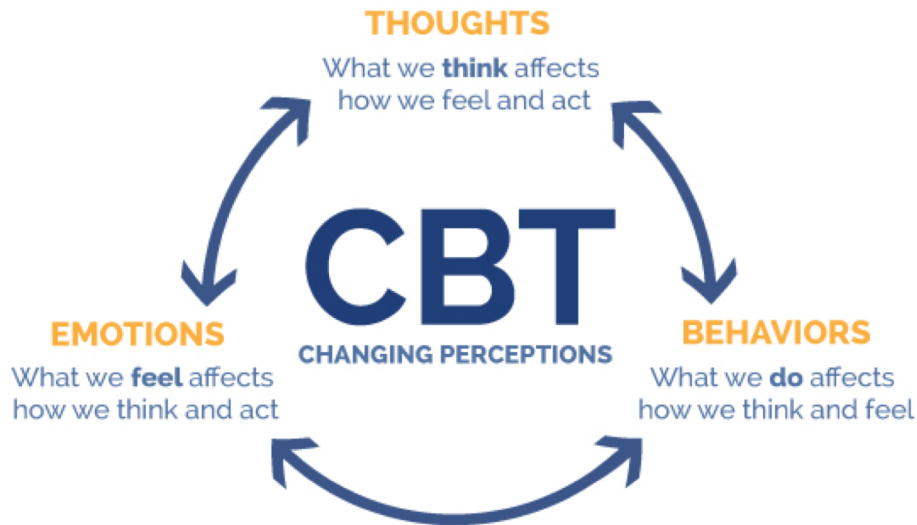 THOUGHTS
What we think affects
how we feel and act
CBT
CHANGING PERCEPTIONS
EMOTIONS
What we feel affects
how we think and act
BEHAVIORS
What we do affects
how we think and feel